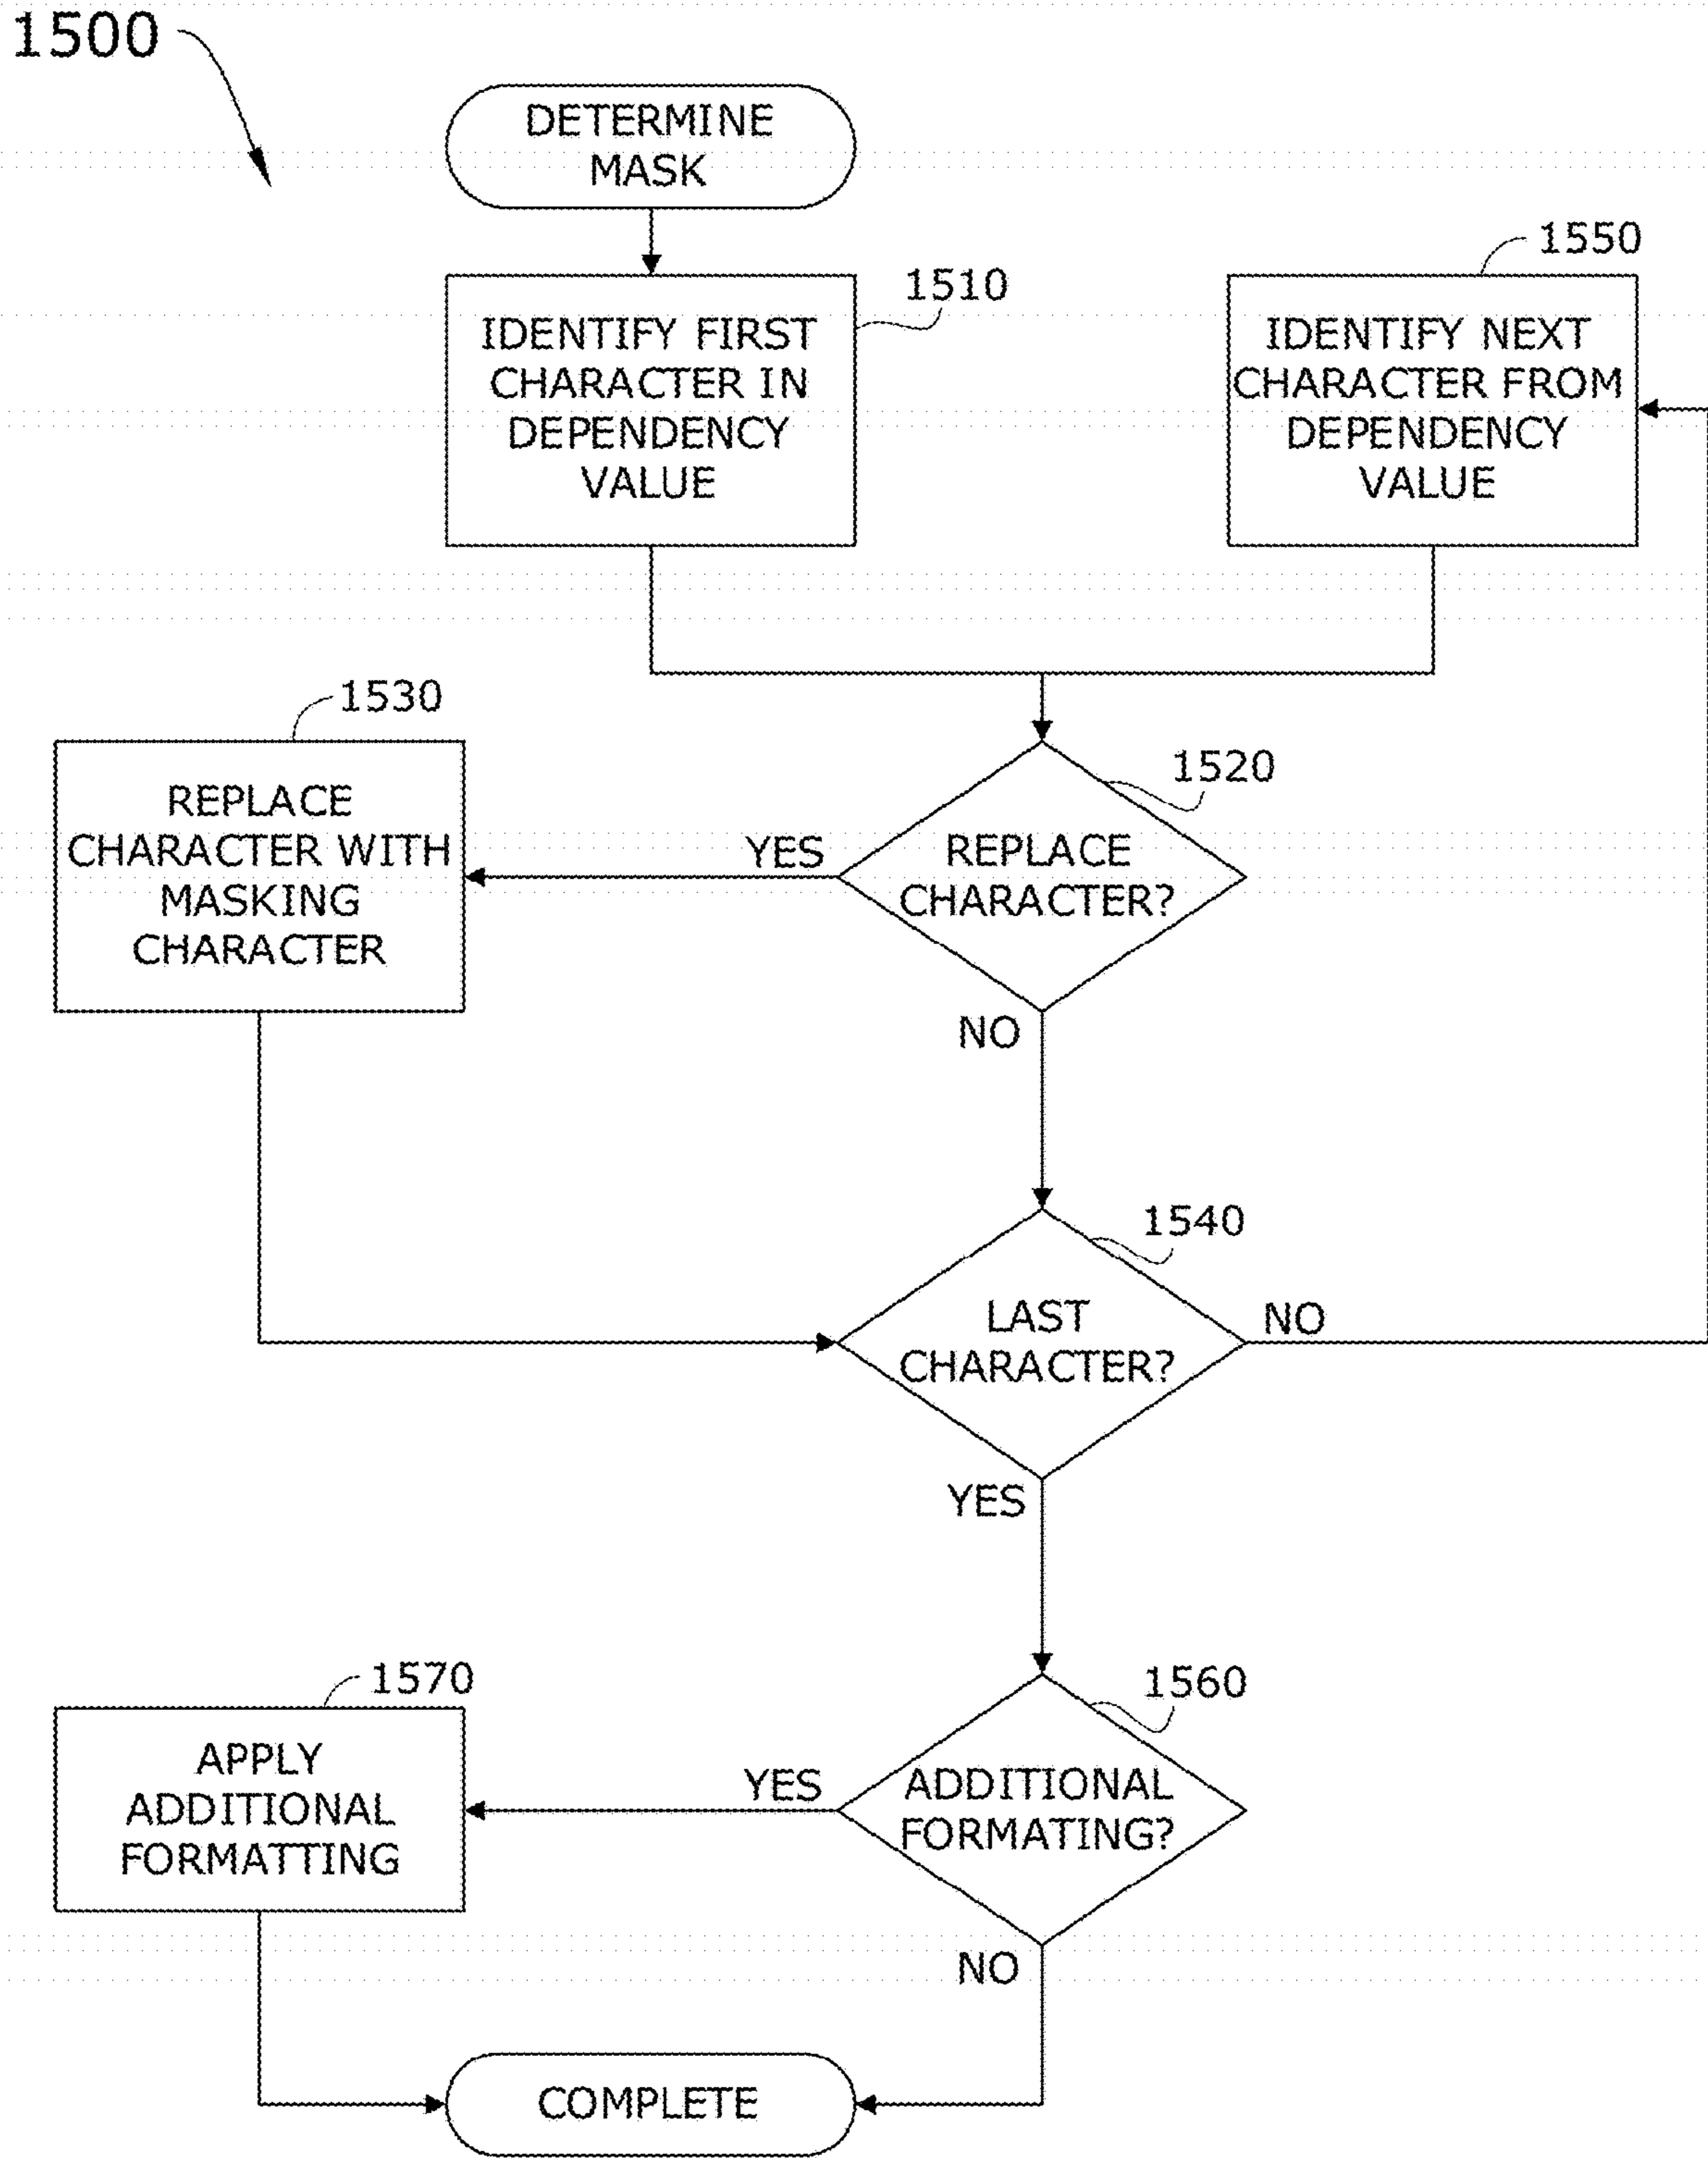 1500
DETERMINE
MASK
1510
IDENTIFY FIRST
CHARACTER IN
DEPENDENCY
VALUE
1550
IDENTIFY NEXT
CHARACTER FROM
DEPENDENCY
VALUE
1520
REPLACE
CHARACTER?
YES
NO
1530
REPLACE
CHARACTER WITH
MASKING
CHARACTER
1540
LAST
CHARACTER?
NO
YES
1560
ADDITIONAL
FORMATING?
YES
NO
1570
APPLY
ADDITIONAL
FORMATTING
COMPLETE